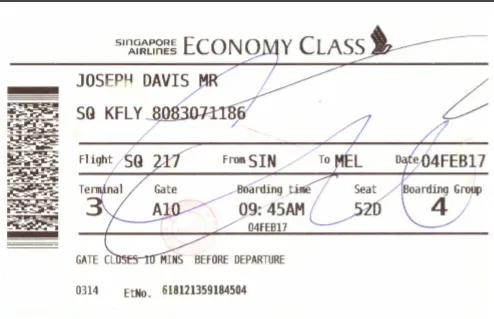 SINGAPORE AIRLINES ECONOMY CLASS
JOSEPH DAVIS MR
SQ KFLY 8083071186
Flight SQ 217 From SIN To MEL Date 04FEB17
Terminal Gate Boarding time Seat Boarding Group
3 A10 09:45AM 52D 4
04FEB17
GATE CLOSES 10 MINS BEFORE DEPARTURE
0314 EtNo. 618121359184504